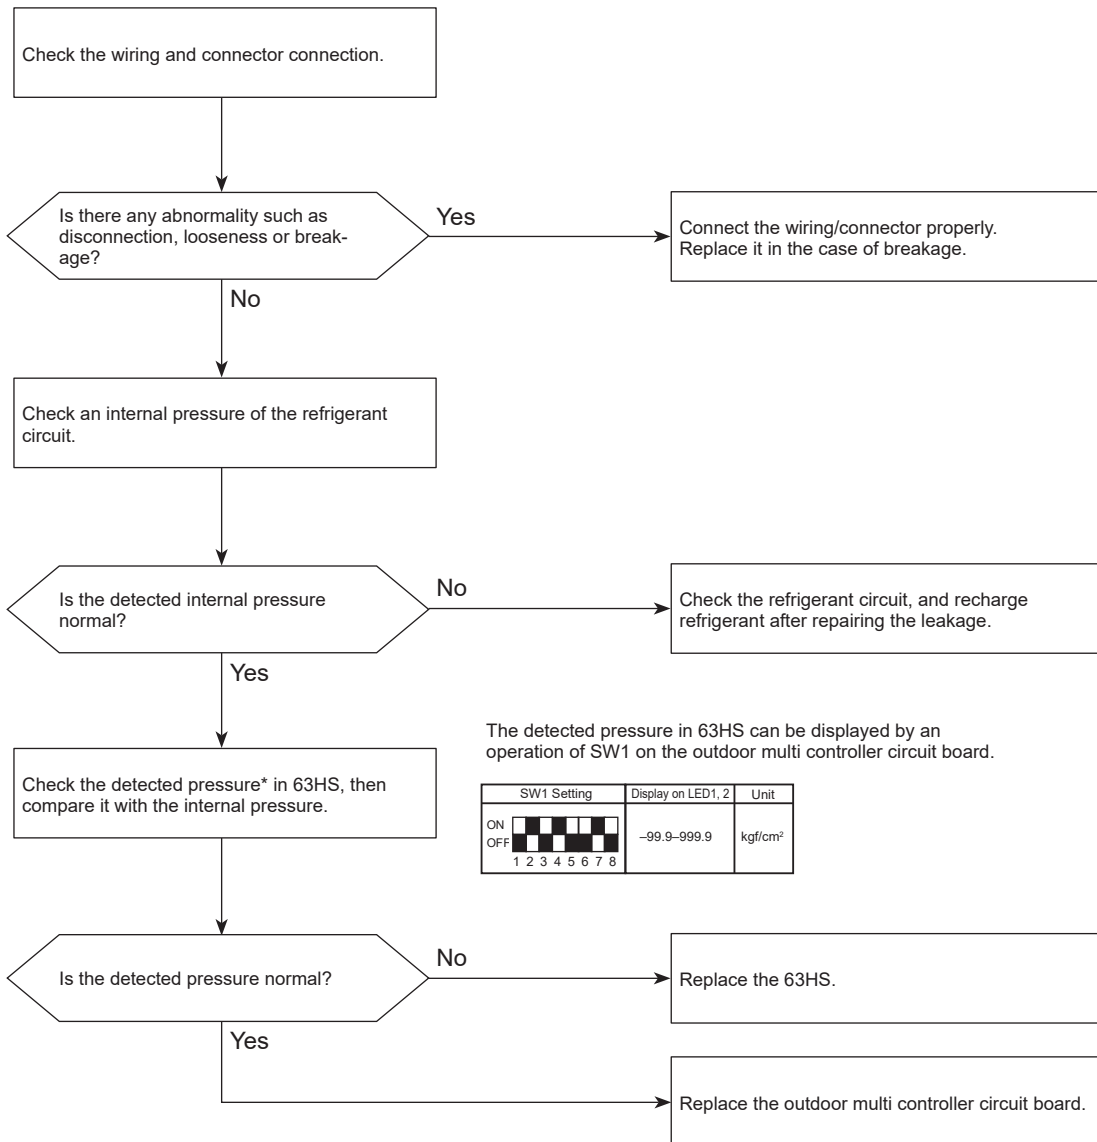 Check the wiring and connector connection.
Is there any abnormality such as
disconnection, looseness or break-
age?
Yes
Connect the wiring/connector properly.
Replace it in the case of breakage.
No
Check an internal pressure of the refrigerant
circuit.
Is the detected internal pressure
normal?
No
Check the refrigerant circuit, and recharge
refrigerant after repairing the leakage.
Yes
The detected pressure in 63HS can be displayed by an
operation of SW1 on the outdoor multi controller circuit board.
Check the detected pressure* in 63HS, then
compare it with the internal pressure.
SW1 Setting Display on LED1, 2 Unit
ON
OFF
1 2 3 4 5 6 7 8
–99.9–999.9
kgf/cm²
Is the detected pressure normal?
No
Replace the 63HS.
Yes
Replace the outdoor multi controller circuit board.